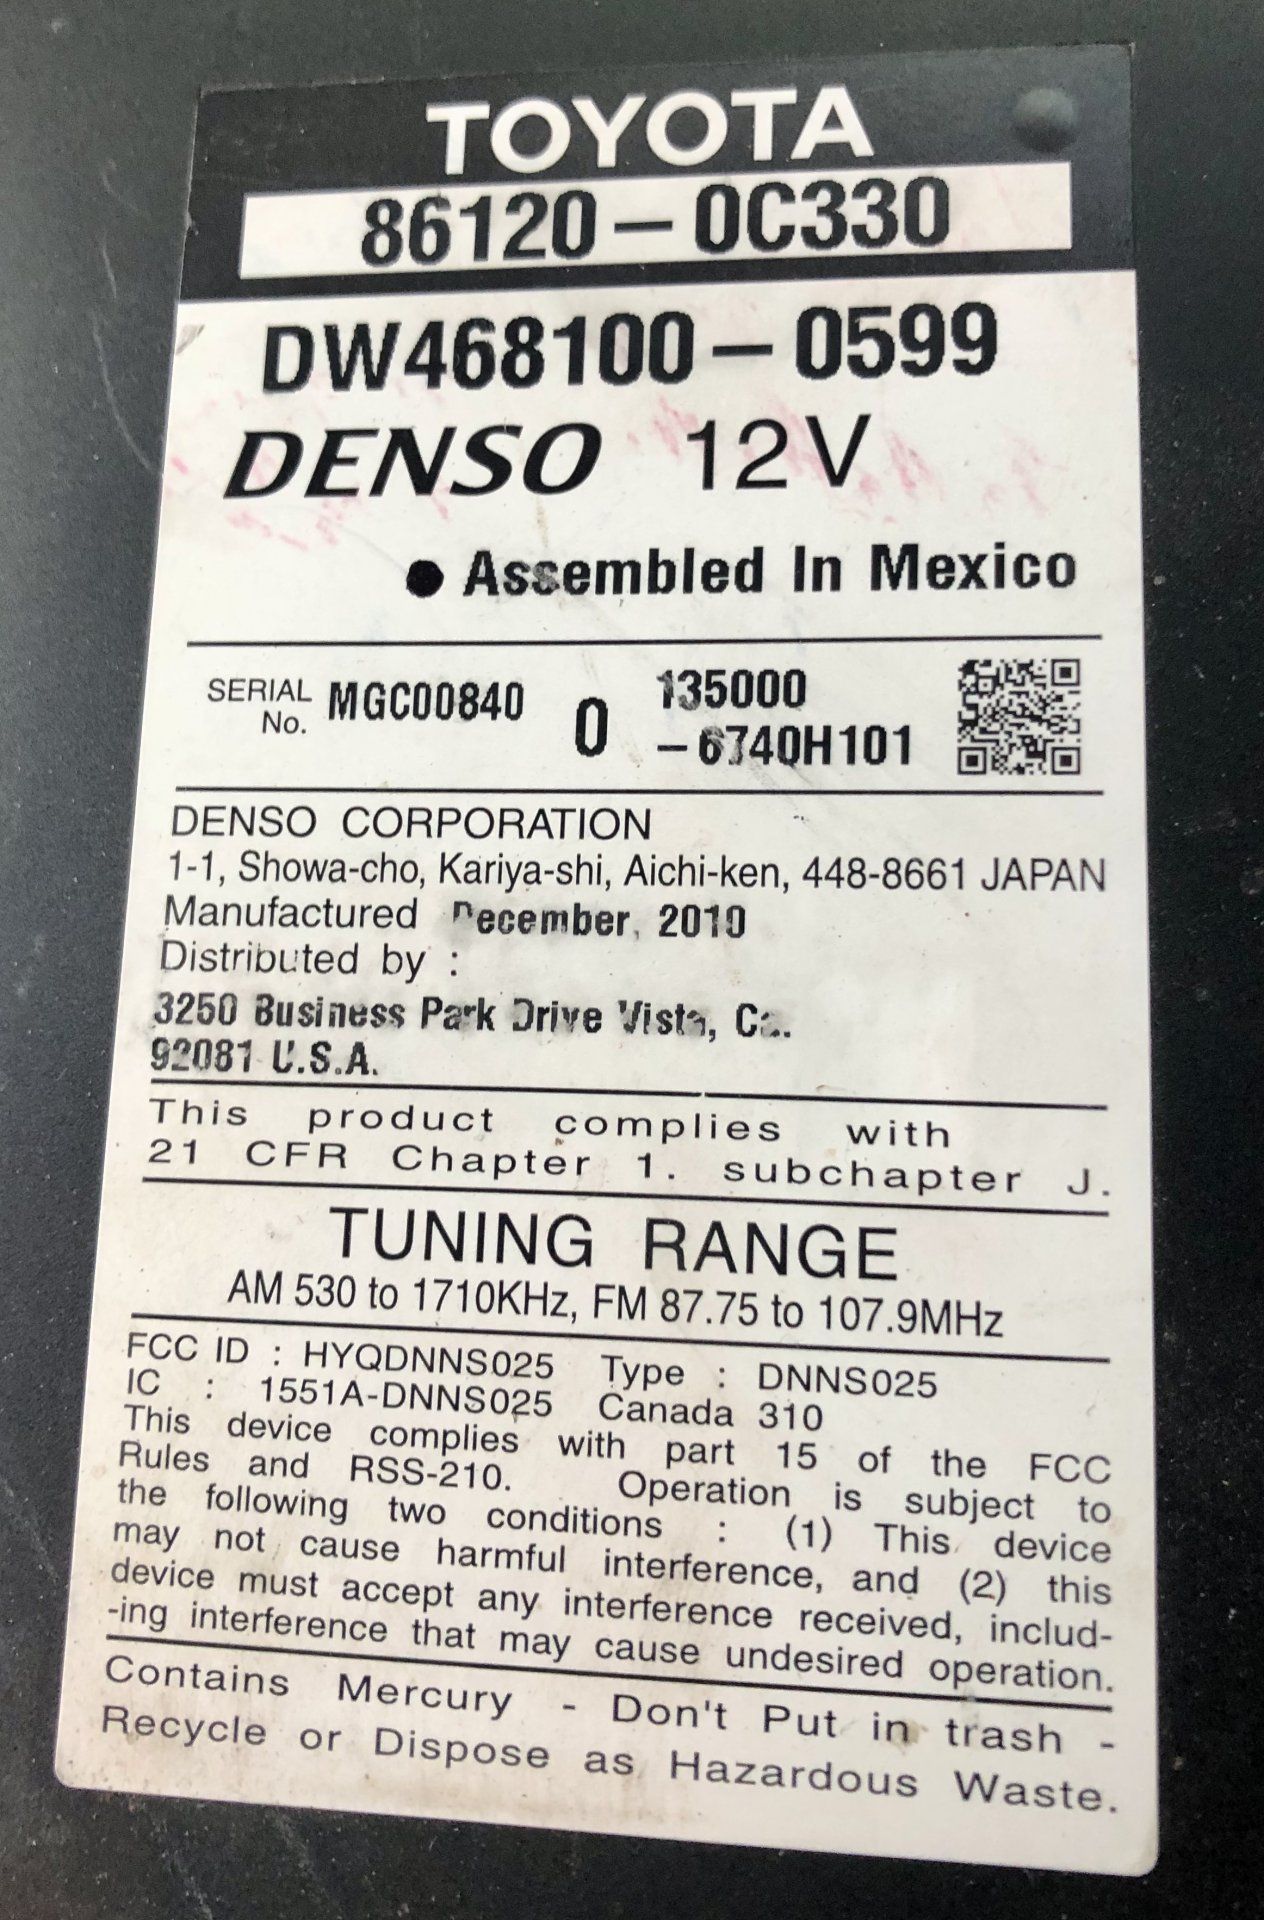 TOYOTA
86120-0C330
DW468100-0599
DENSO 12V
● Assembled In Mexico
SERIAL No. MGC00840 0 135000
-6740H101
DENSO CORPORATION
1-1, Showa-cho, Kariya-shi, Aichi-ken, 448-8661 JAPAN
Manufactured December, 2010
Distributed by :
3250 Business Park Drive Vista, Ca.
92081 U.S.A.
This product complies with
21 CFR Chapter 1. subchapter J.
TUNING RANGE
AM 530 to 1710KHz, FM 87.75 to 107.9MHz
FCC ID : HYQDNNS025 Type : DNNS025
IC : 1551A-DNNS025 Canada 310
This device complies with part 15 of the FCC
Rules and RSS-210. Operation is subject to
the following two conditions : (1) This device
may not cause harmful interference, and (2) this
device must accept any interference received, includ-
-ing interference that may cause undesired operation.
Contains Mercury - Don't Put in trash -
Recycle or Dispose as Hazardous Waste.